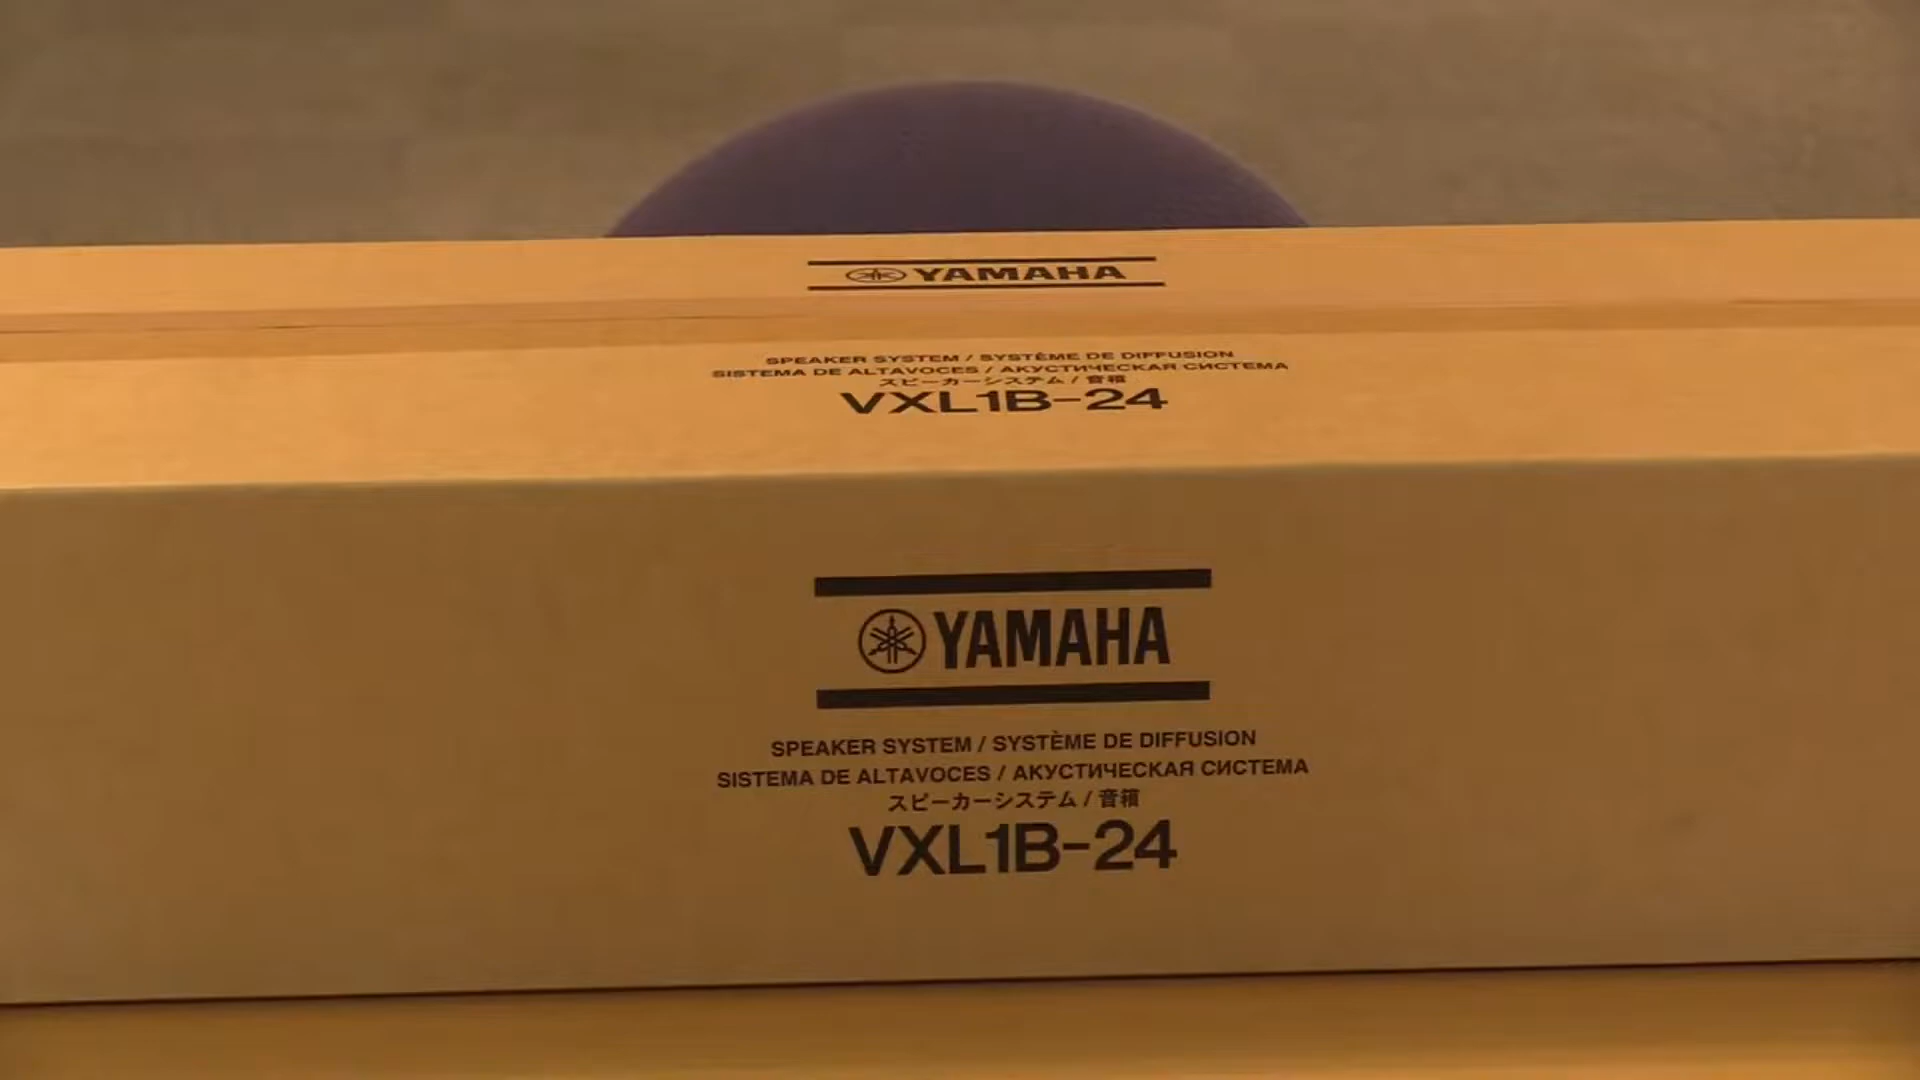 YAMAHA
SPEAKER SYSTEM / SYSTÈME DE DIFFUSION
SISTEMA DE ALTAVOCES / АКУСТИЧЕСКАЯ СИСТЕМА
スピーカーシステム / 音箱
VXL1B-24
YAMAHA
SPEAKER SYSTEM / SYSTÈME DE DIFFUSION
SISTEMA DE ALTAVOCES / АКУСТИЧЕСКАЯ СИСТЕМА
スピーカーシステム / 音箱
VXL1B-24